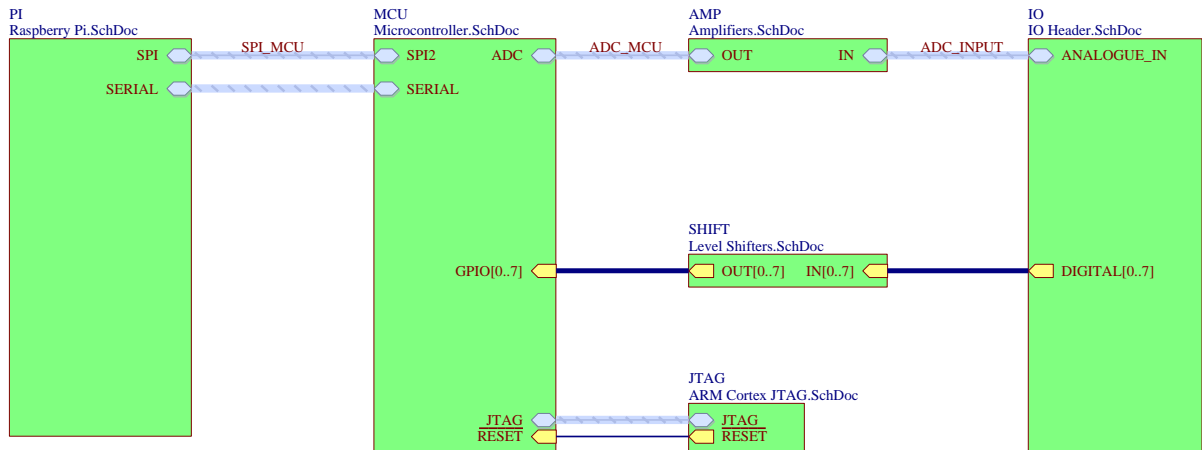 PI
Raspberry Pi.SchDoc
MCU
Microcontroller.SchDoc
AMP
Amplifiers.SchDoc
IO
IO Header.SchDoc
SPI
SPI_MCU
SPI2
ADC
ADC_MCU
OUT
IN
ADC_INPUT
ANALOGUE_IN
SERIAL
SERIAL
SHIFT
Level Shifters.SchDoc
GPIO[0..7]
OUT[0..7]
IN[0..7]
DIGITAL[0..7]
JTAG
ARM Cortex JTAG.SchDoc
JTAG
JTAG
RESET
RESET